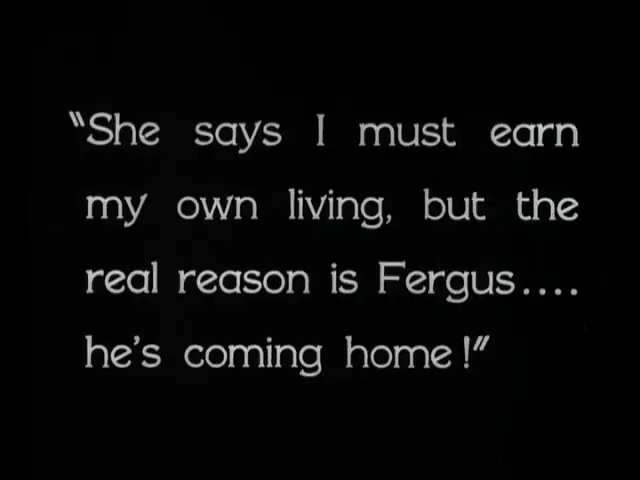 "She says I must earn
my own living, but the
real reason is Fergus....
he's coming home!"